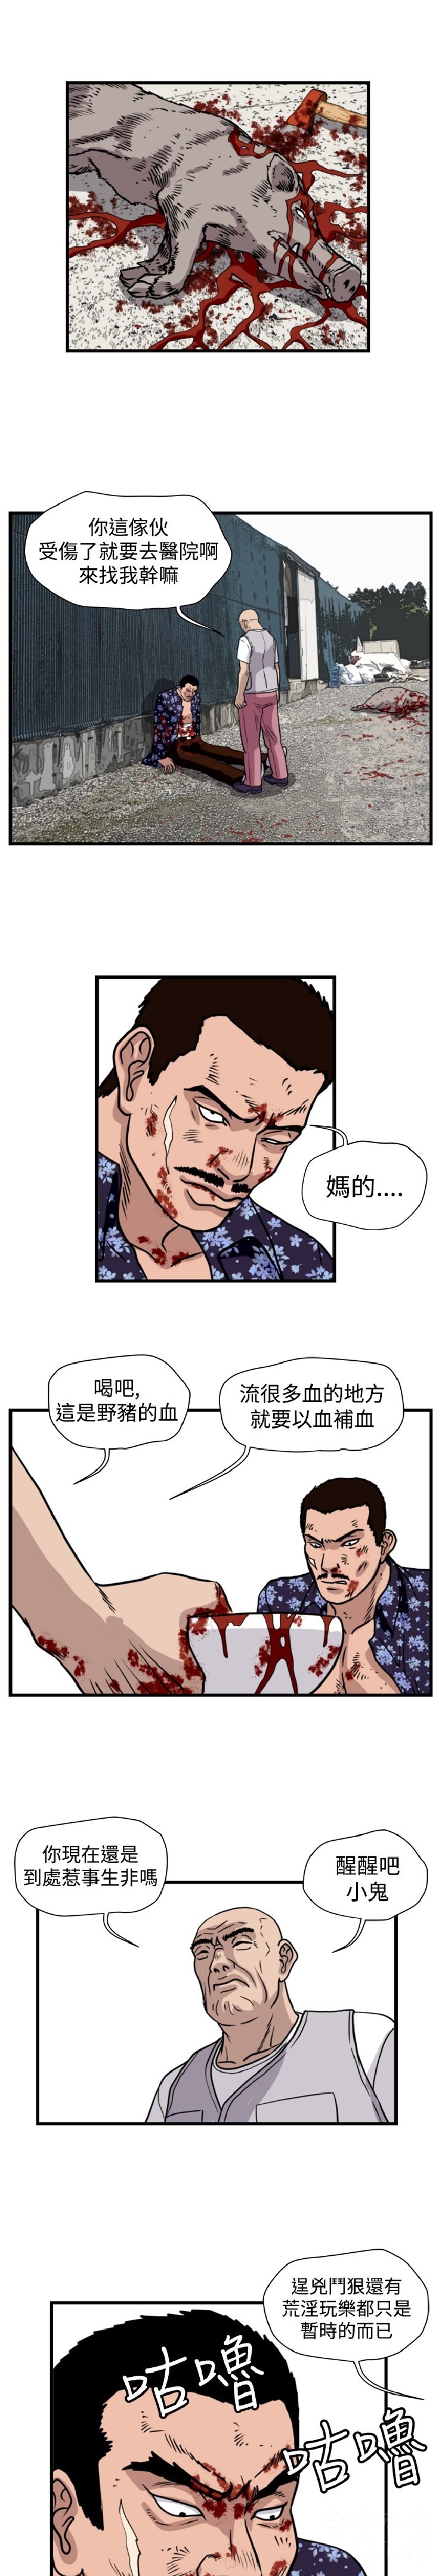 你這傢伙
受傷了就要去醫院啊
來找我幹嘛
媽的....
喝吧,
這是野豬的血
流很多血的地方
就要以血補血
你現在還是
到處惹事生非嗎
醒醒吧
小鬼
逞兇鬥狠還有
荒淫玩樂都只是
暫時的而已
咕嚕
咕嚕